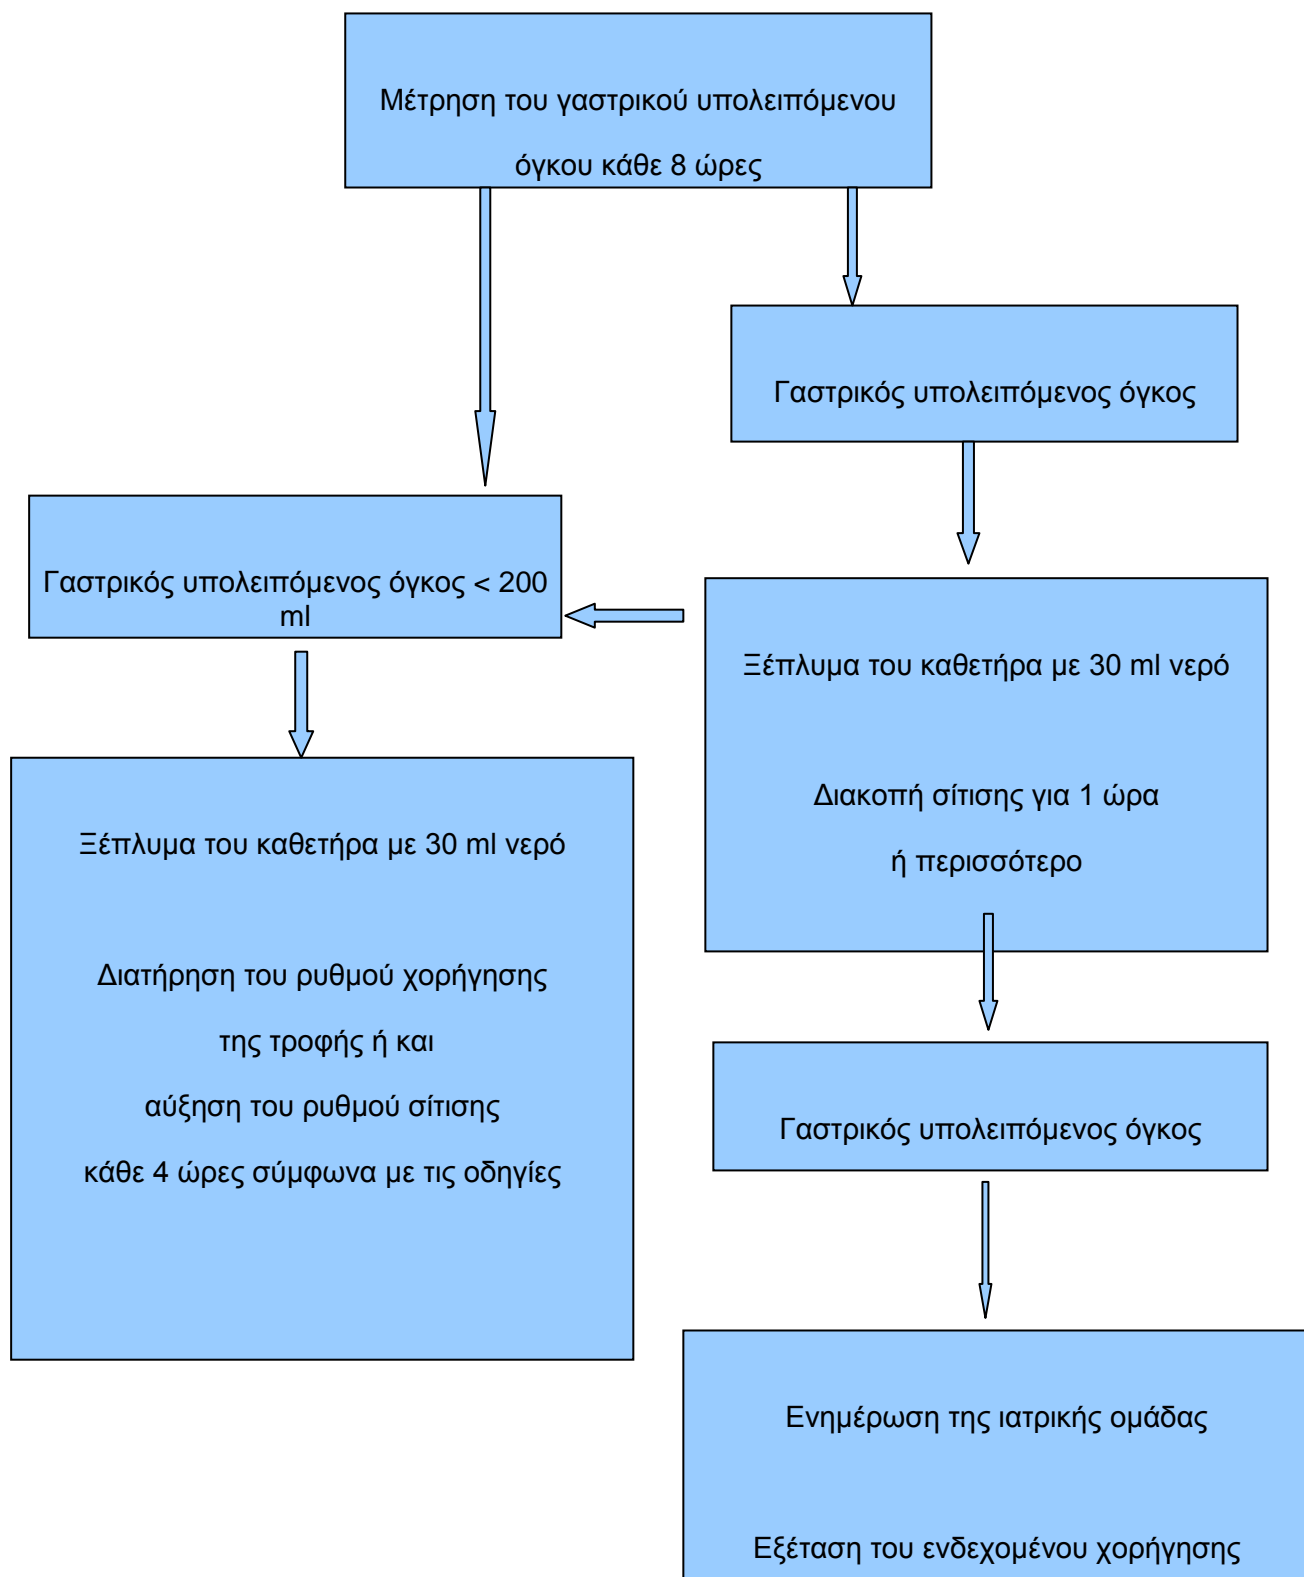 Μέτρηση του γαστρικού υπολειπόμενου
όγκου κάθε 8 ώρες
Γαστρικός υπολειπόμενος όγκος
Γαστρικός υπολειπόμενος όγκος < 200
ml
Ξέπλυμα του καθετήρα με 30 ml νερό
Διακοπή σίτισης για 1 ώρα
ή περισσότερο
Ξέπλυμα του καθετήρα με 30 ml νερό
Διατήρηση του ρυθμού χορήγησης
της τροφής ή και
αύξηση του ρυθμού σίτισης
κάθε 4 ώρες σύμφωνα με τις οδηγίες
Γαστρικός υπολειπόμενος όγκος
Ενημέρωση της ιατρικής ομάδας
Εξέταση του ενδεχομένου χορήγησης